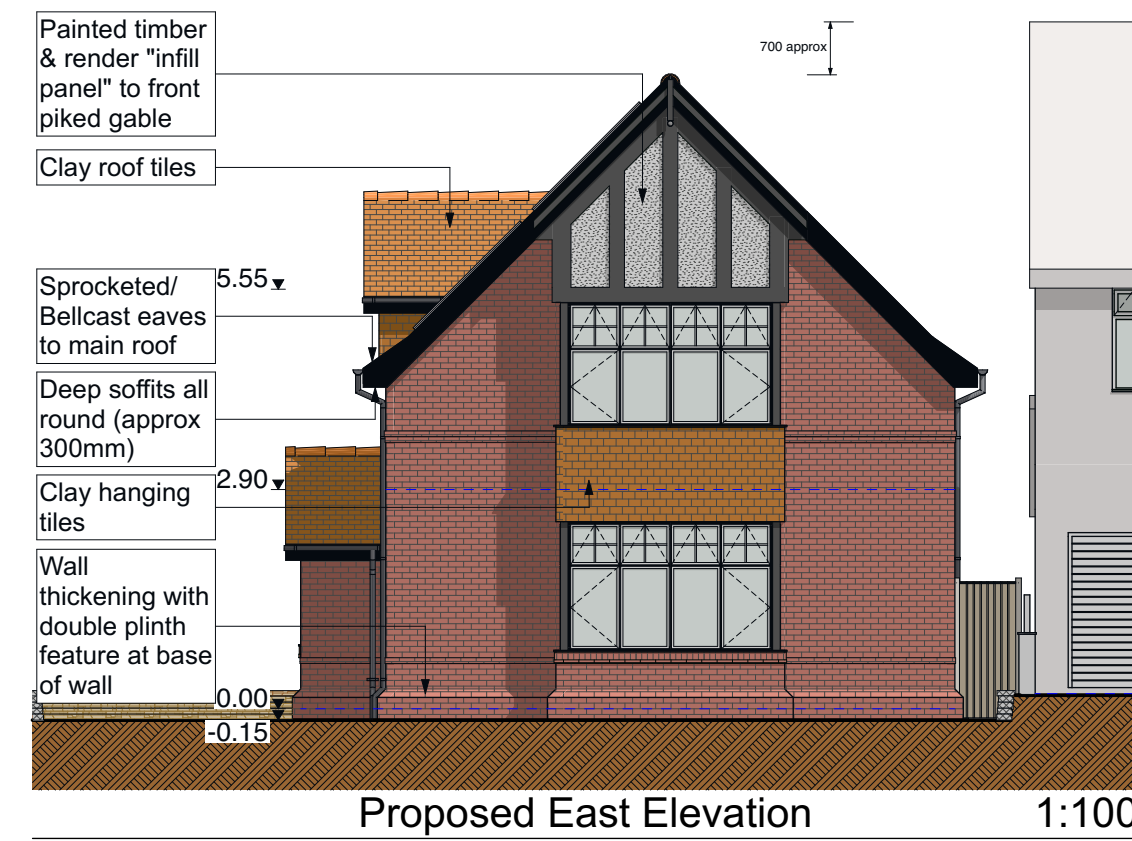 Painted timber
& render "infill
panel" to front
piked gable
700 approx
Clay roof tiles
5.55
Sprocketed/
Bellcast eaves
to main roof
Deep soffits all
round (approx
300mm)
2.90
Clay hanging
tiles
Wall
thickening with
double plinth
feature at base
of wall
0.00
-0.15
Proposed East Elevation
1:100